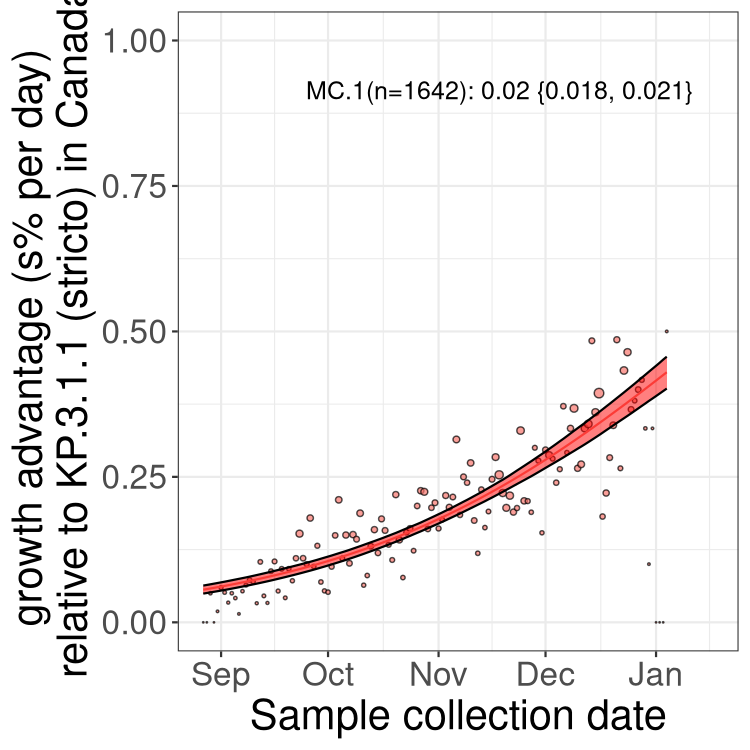 growth advantage (s% per day)
relative to KP.3.1.1 (stricto) in Canada
1.00
MC.1(n=1642): 0.02 {0.018, 0.021}
0.75
0.50
0.25
0.00
Sep Oct Nov Dec Jan
Sample collection date